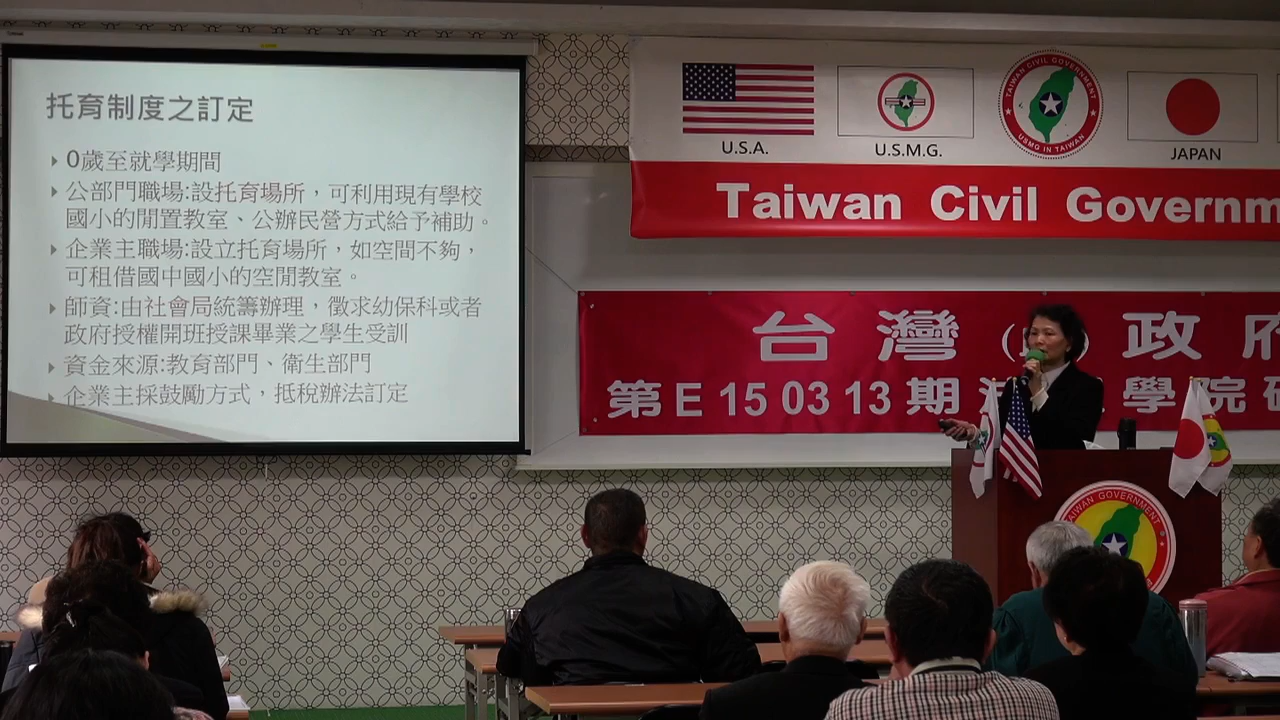 托育制度之訂定
0歲至就學期間
公部門職場:設托育場所，可利用現有學校
國小的閒置教室、公辦民營方式給予補助。
企業主職場:設立托育場所，如空間不夠，
可租借國中國小的空閒教室。
師資:由社會局統籌辦理，徵求幼保科或者
政府授權開班授課畢業之學生受訓
資金來源:教育部門、衛生部門
企業主採鼓勵方式，抵稅辦法訂定
U.S.A.
U.S.M.G.
TAIWAN CIVIL GOVERNMENT
USMG IN TAIWAN
JAPAN
Taiwan Civil Governm
台灣 政府
第E 15 03 13 期 學院
TAIWAN GOVERNMENT